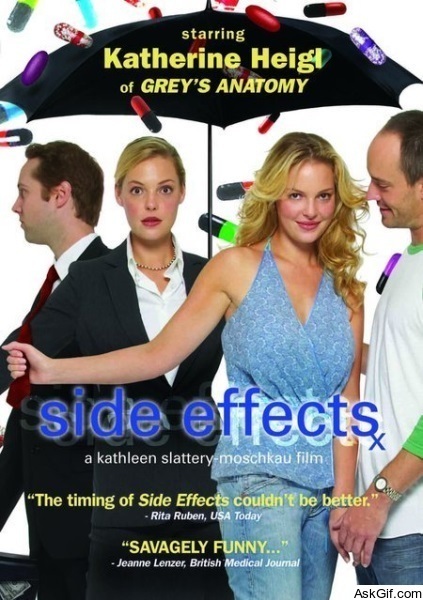 starring
Katherine Heigl
of GREY'S ANATOMY
side effects
x
a kathleen slattery-moschkau film
"The timing of Side Effects couldn't be better."
- Rita Ruben, USA Today
"SAVAGELY FUNNY..."
- Jeanne Lenzer, British Medical Journal
AskGif.com